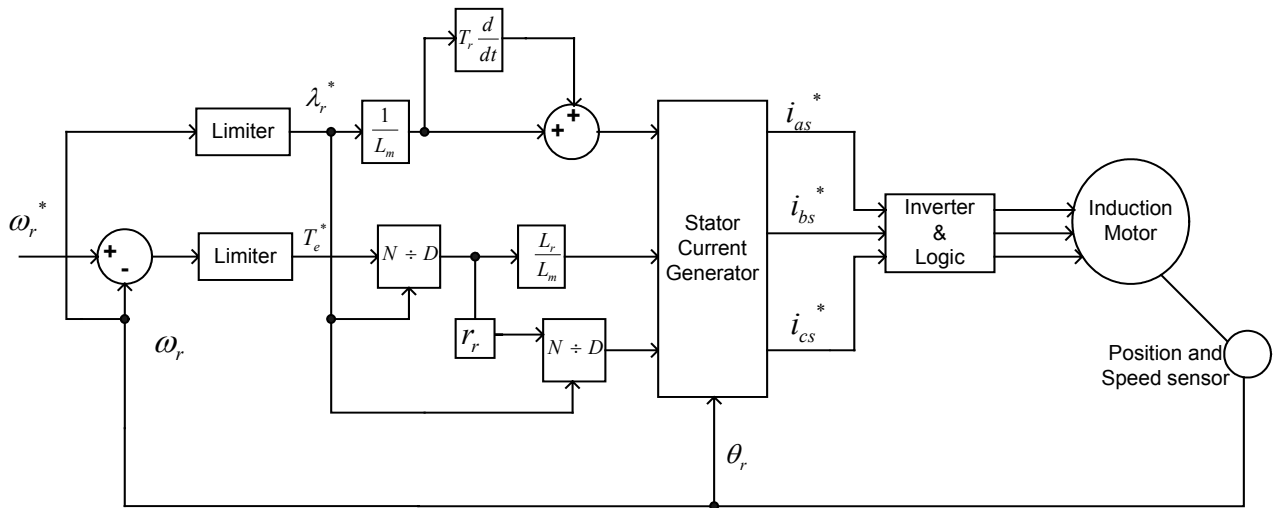 T_r d/dt
λ_r^*
Limiter
1/L_m
+
+
+
i_as^*
ω_r^*
+
-
Limiter
T_e^*
N ÷ D
L_r/L_m
Stator
Current
Generator
i_bs^*
Inverter
&
Logic
Induction
Motor
ω_r
r_r
N ÷ D
i_cs^*
Position and
Speed sensor
θ_r